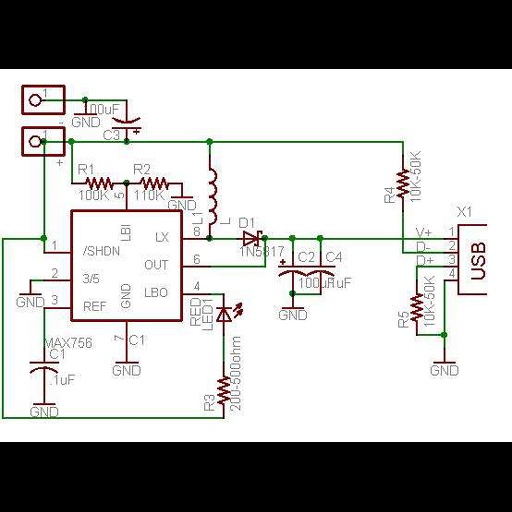 1
00uF
GND
-
1
C3
+
+
R1
R2
100K
110K
GND
5
LBI
R4
10K-50K
L1
L
D1
1N5817
X1
1
/SHDN
LX
8
V+
1
D-
2
D+
3
4
USB
2
3/5
OUT
6
+
C2
C4
100uF
1uF
GND
3
REF
GND
LBO
4
GND
RED
LED1
R5
10K-50K
MAX756
7
C1
C1
.1uF
GND
GND
GND
R3
200-500ohm